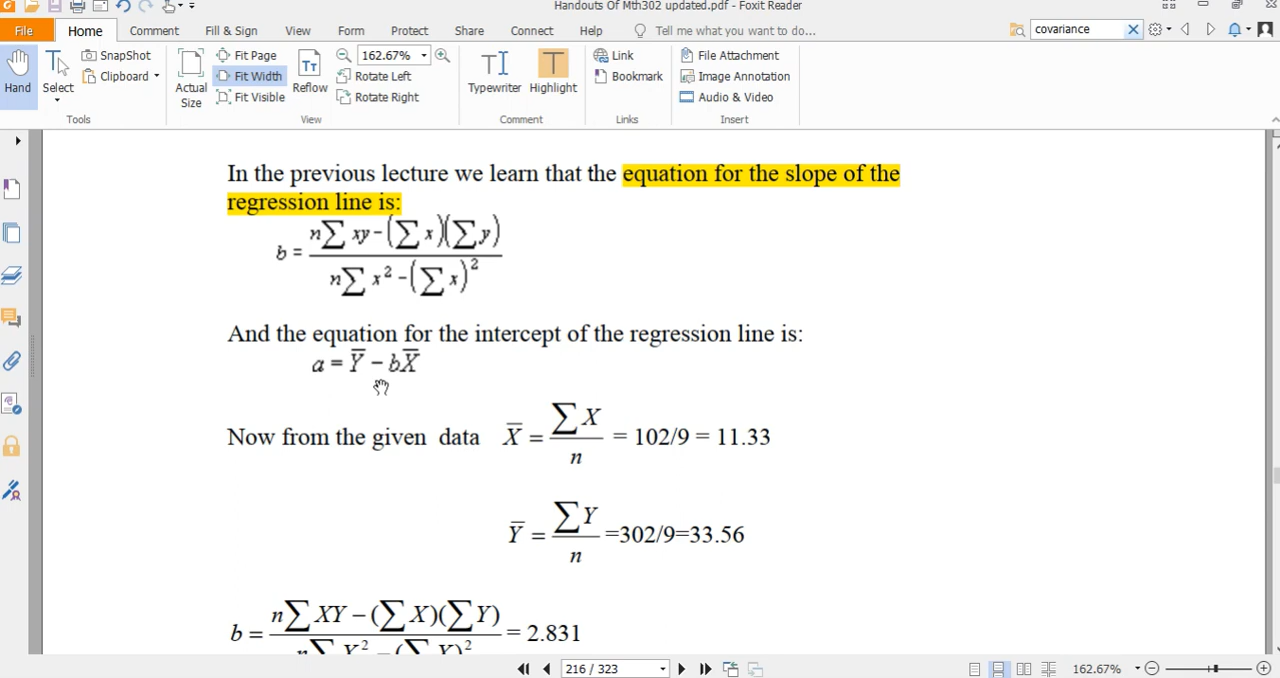 Handouts Of Mth302 updated.pdf - Foxit Reader
File Home Comment Fill & Sign View Form Protect Share Connect Help Tell me what you want to do... covariance
Hand Select SnapShot Clipboard Actual Size Fit Page Fit Width Fit Visible Reflow 162.67% Rotate Left Rotate Right Typewriter Highlight Link Bookmark File Attachment Image Annotation Audio & Video
Tools View Comment Links Insert
In the previous lecture we learn that the equation for the slope of the
regression line is:
b = n∑xy-(∑x)(∑y) / n∑x²-(∑x)²
And the equation for the intercept of the regression line is:
a = Y̅ - bX̅
Now from the given data X̅ = ∑X / n = 102/9 = 11.33
Y̅ = ∑Y / n =302/9=33.56
b = n∑XY-(∑X)(∑Y) = 2.831
216 / 323 162.67%